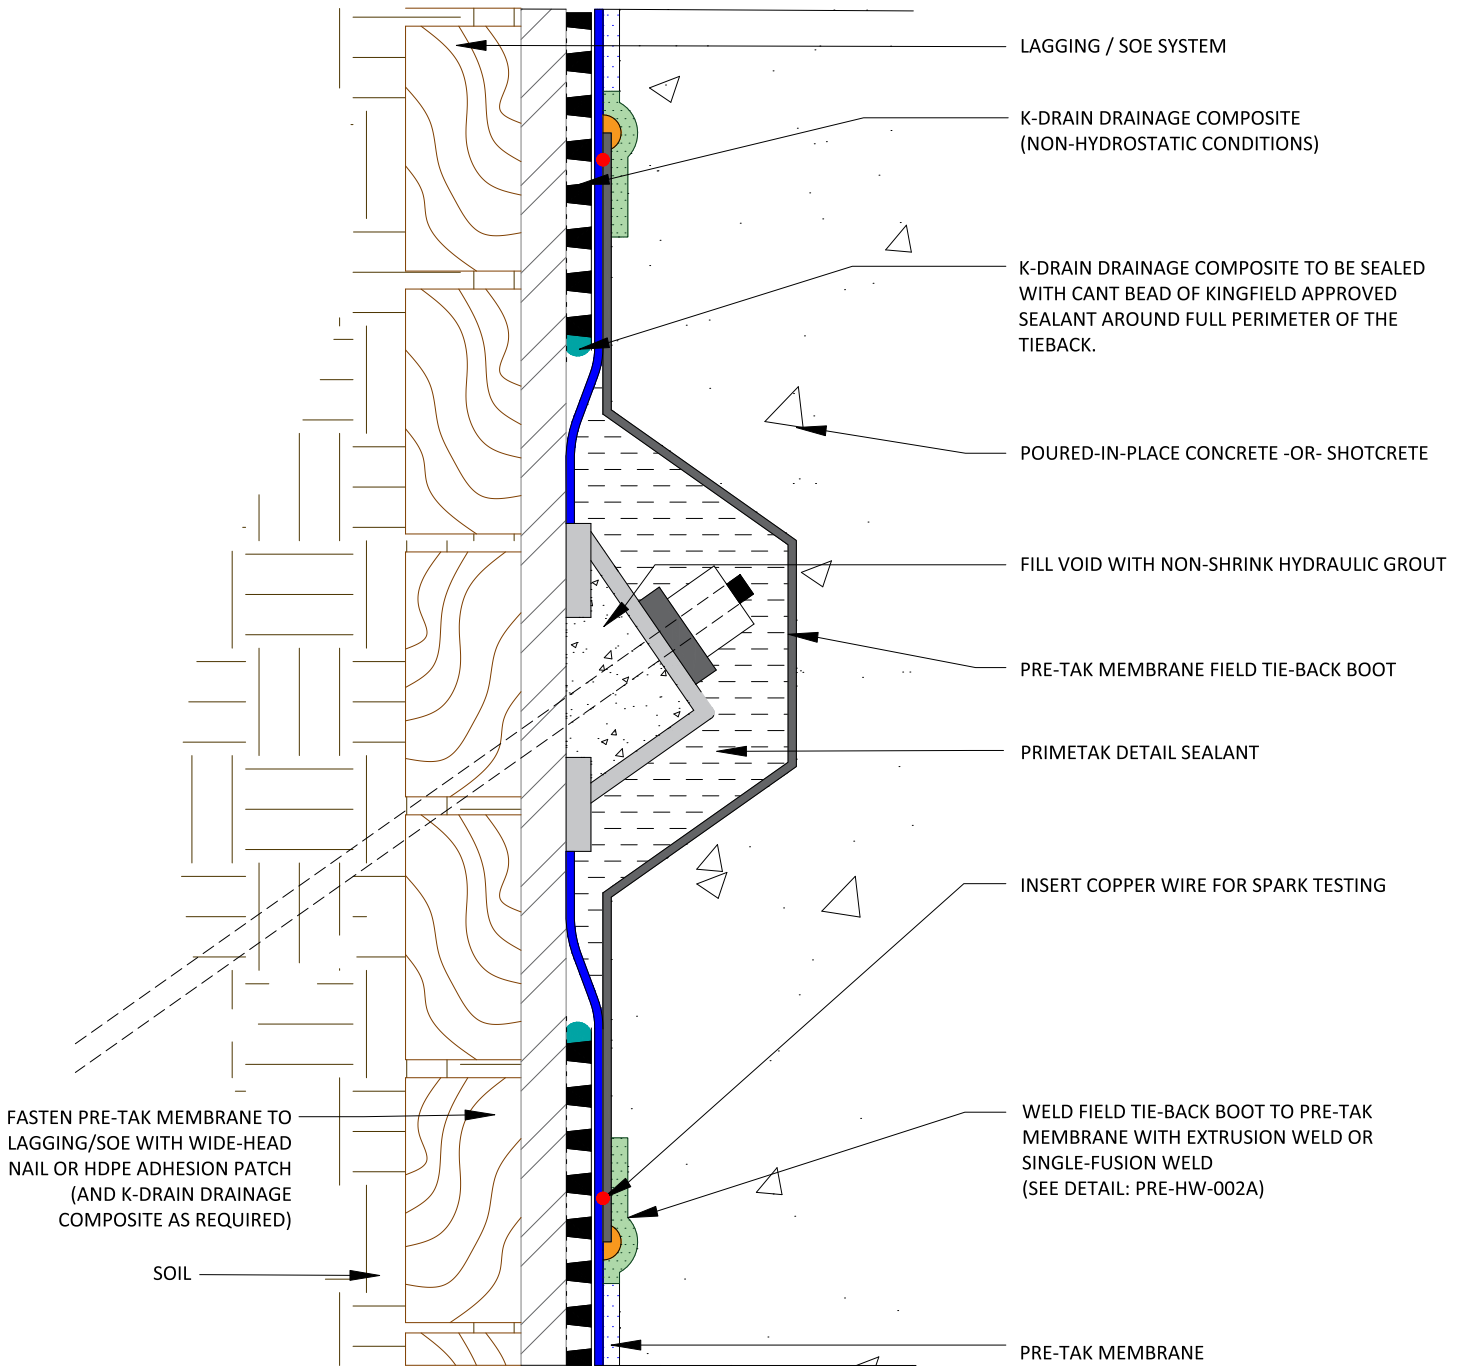 LAGGING / SOE SYSTEM
K-DRAIN DRAINAGE COMPOSITE
(NON-HYDROSTATIC CONDITIONS)
K-DRAIN DRAINAGE COMPOSITE TO BE SEALED
WITH CANT BEAD OF KINGFIELD APPROVED
SEALANT AROUND FULL PERIMETER OF THE
TIEBACK.
POURED-IN-PLACE CONCRETE -OR- SHOTCRETE
FILL VOID WITH NON-SHRINK HYDRAULIC GROUT
PRE-TAK MEMBRANE FIELD TIE-BACK BOOT
PRIMETAK DETAIL SEALANT
INSERT COPPER WIRE FOR SPARK TESTING
WELD FIELD TIE-BACK BOOT TO PRE-TAK
MEMBRANE WITH EXTRUSION WELD OR
SINGLE-FUSION WELD
(SEE DETAIL: PRE-HW-002A)
PRE-TAK MEMBRANE
FASTEN PRE-TAK MEMBRANE TO
LAGGING/SOE WITH WIDE-HEAD
NAIL OR HDPE ADHESION PATCH
(AND K-DRAIN DRAINAGE
COMPOSITE AS REQUIRED)
SOIL